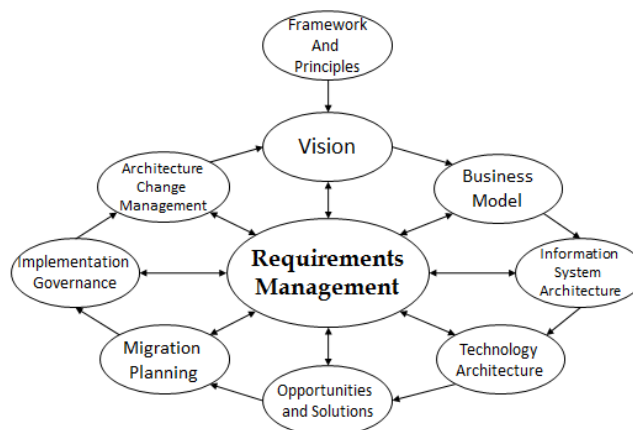 Framework
And
Principles
Vision
Architecture
Change
Management
Business
Model
Requirements
Management
Implementation
Governance
Information
System
Architecture
Migration
Planning
Technology
Architecture
Opportunities
and Solutions